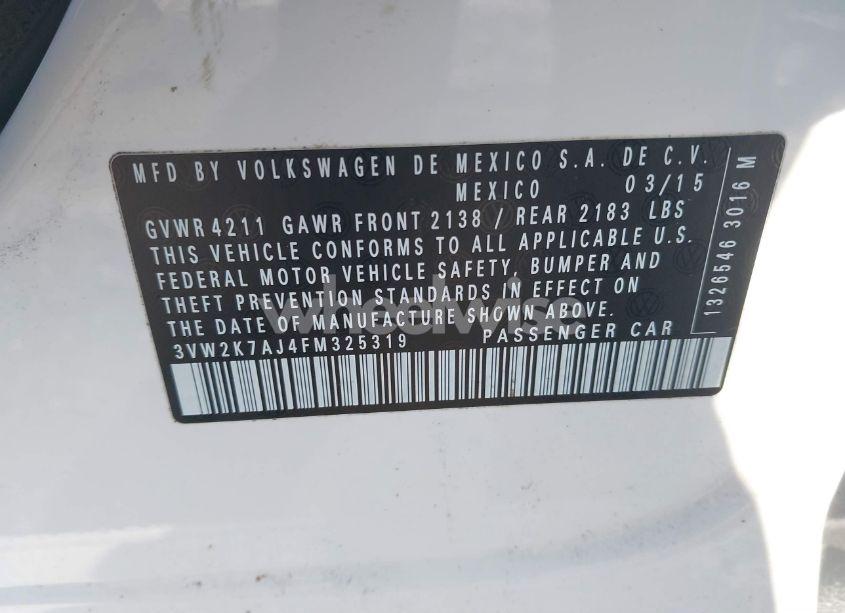 MFD BY VOLKSWAGEN DE MEXICO S.A. DE C.V.
MEXICO 03/15
GVWR 4211 GAWR FRONT 2138 / REAR 2183 LBS
THIS VEHICLE CONFORMS TO ALL APPLICABLE U.S.
FEDERAL MOTOR VEHICLE SAFETY, BUMPER AND
THEFT PREVENTION STANDARDS IN EFFECT ON
THE DATE OF MANUFACTURE SHOWN ABOVE.
3VW2K7AJ4FM325319 PASSENGER CAR
1326546 3016 M
wheelwise